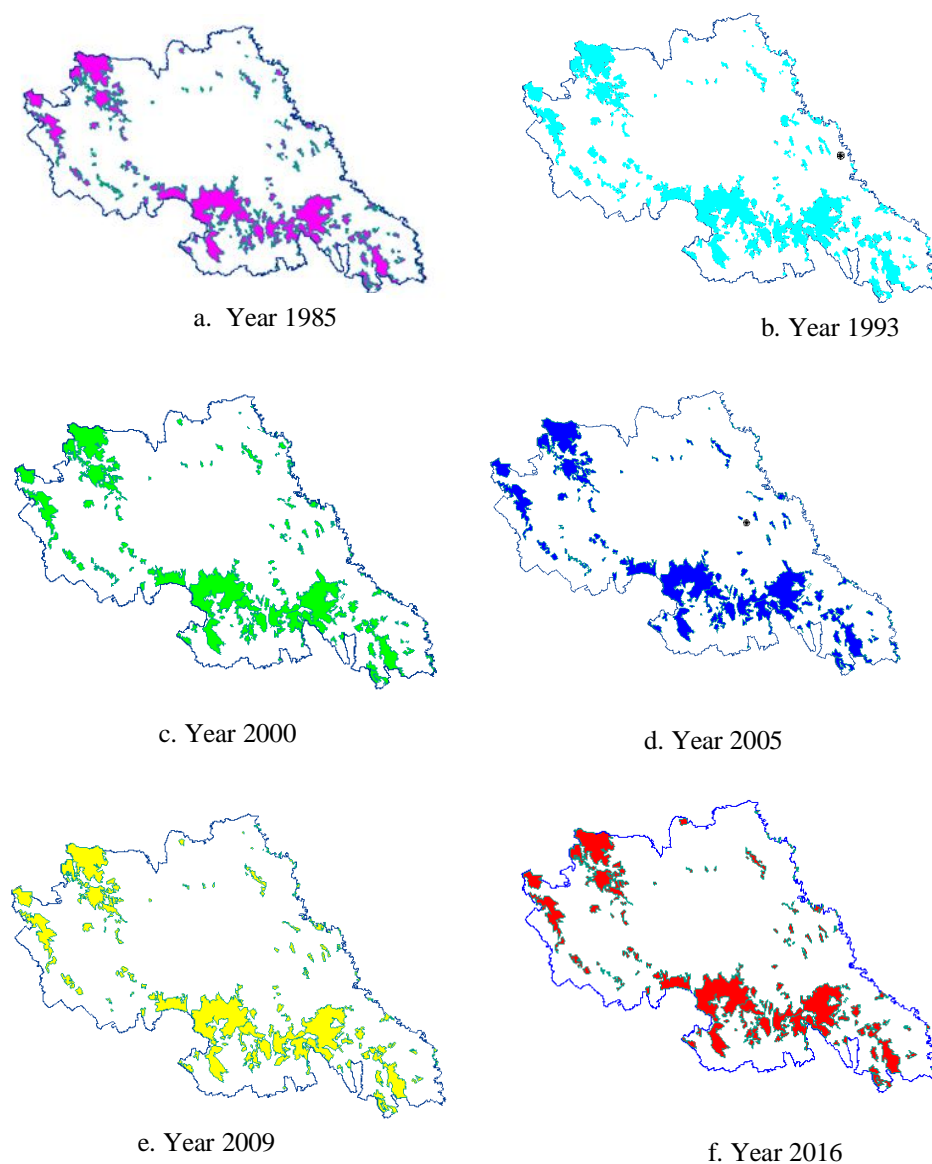 a. Year 1985
b. Year 1993
c. Year 2000
d. Year 2005
e. Year 2009
f. Year 2016